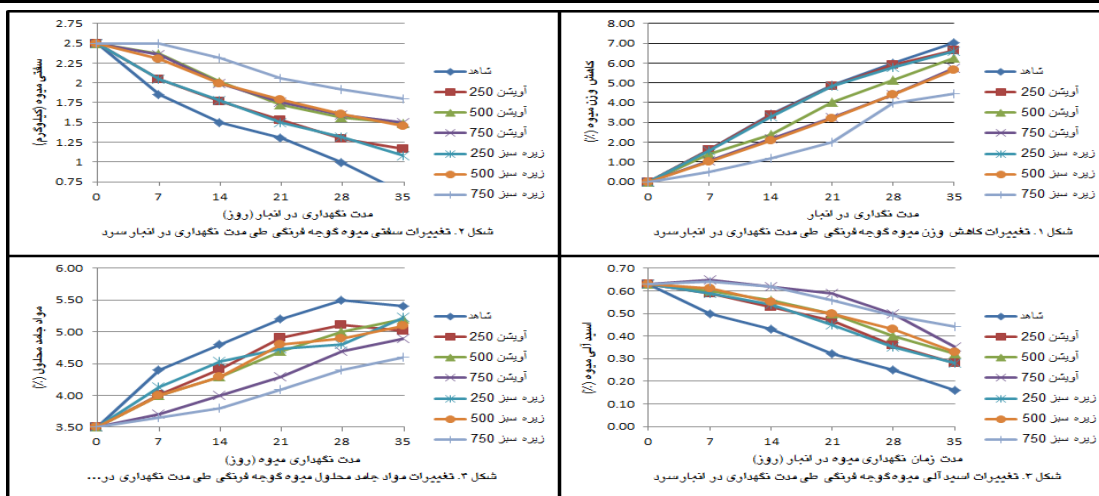 8.00
7.00
6.00
5.00
4.00
3.00
2.00
1.00
0.00
کاهش وزن میوه (٪)
0 7 14 21 28 35
مدت نگداری در انبار
شاهد
آویشن 250
آویشن 500
آویشن 750
زیره سبز 250
زیره سبز 500
زیره سبز 750
شکل ۱. تغییرات کاهش وزن میوه گوجه فرنگی طی مدت نگهداری در انبار سرد
2.75
2.5
2.25
2
1.75
1.5
1.25
1
0.75
سفتی میوه (کیلوگرم)
0 7 14 21 28 35
مدت نگهداری در انبار (روز)
شاهد
آویشن 250
آویشن 500
آویشن 750
زیره سبز 250
زیره سبز 500
زیره سبز 750
شکل ۲. تغییرات سفتی میوه گوجه فرنگی طی مدت نگهداری در انبار سرد
0.70
0.60
0.50
0.40
0.30
0.20
0.10
0.00
اسید آلی میوه (٪)
0 7 14 21 28 35
مدت زمان نگهداری میوه در انبار (روز)
شاهد
آویشن 250
آویشن 500
آویشن 750
زیره سبز 250
زیره سبز 500
زیره سبز 750
شکل ۳. تغییرات اسید آلی میوه گوجه فرنگی طی مدت نگهداری در انبار سرد
6.00
5.50
5.00
4.50
4.00
3.50
مواد جامد محلول (٪)
0 7 14 21 28 35
مدت نگهداری میوه (روز)
شاهد
آویشن 250
آویشن 500
آویشن 750
زیره سبز 250
زیره سبز 500
زیره سبز 750
شکل ۴. تغییرات مواد جامد محلول میوه گوجه فرنگی طی مدت نگهداری در...